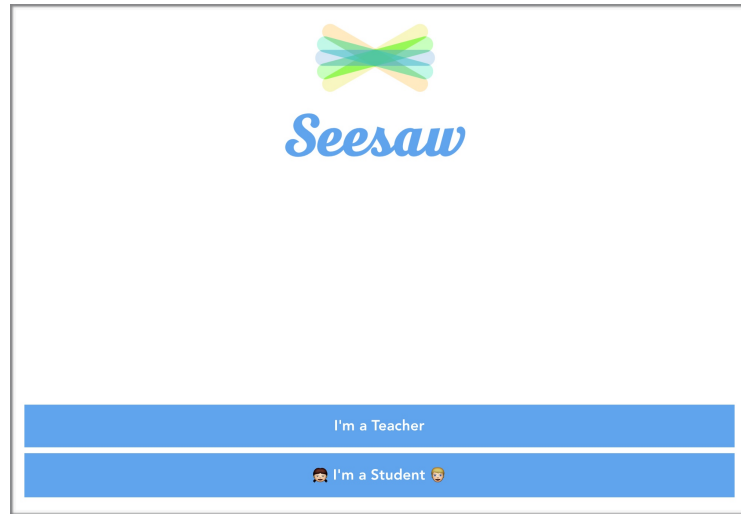 Seesaw
I'm a Teacher
👧 I'm a Student 👨